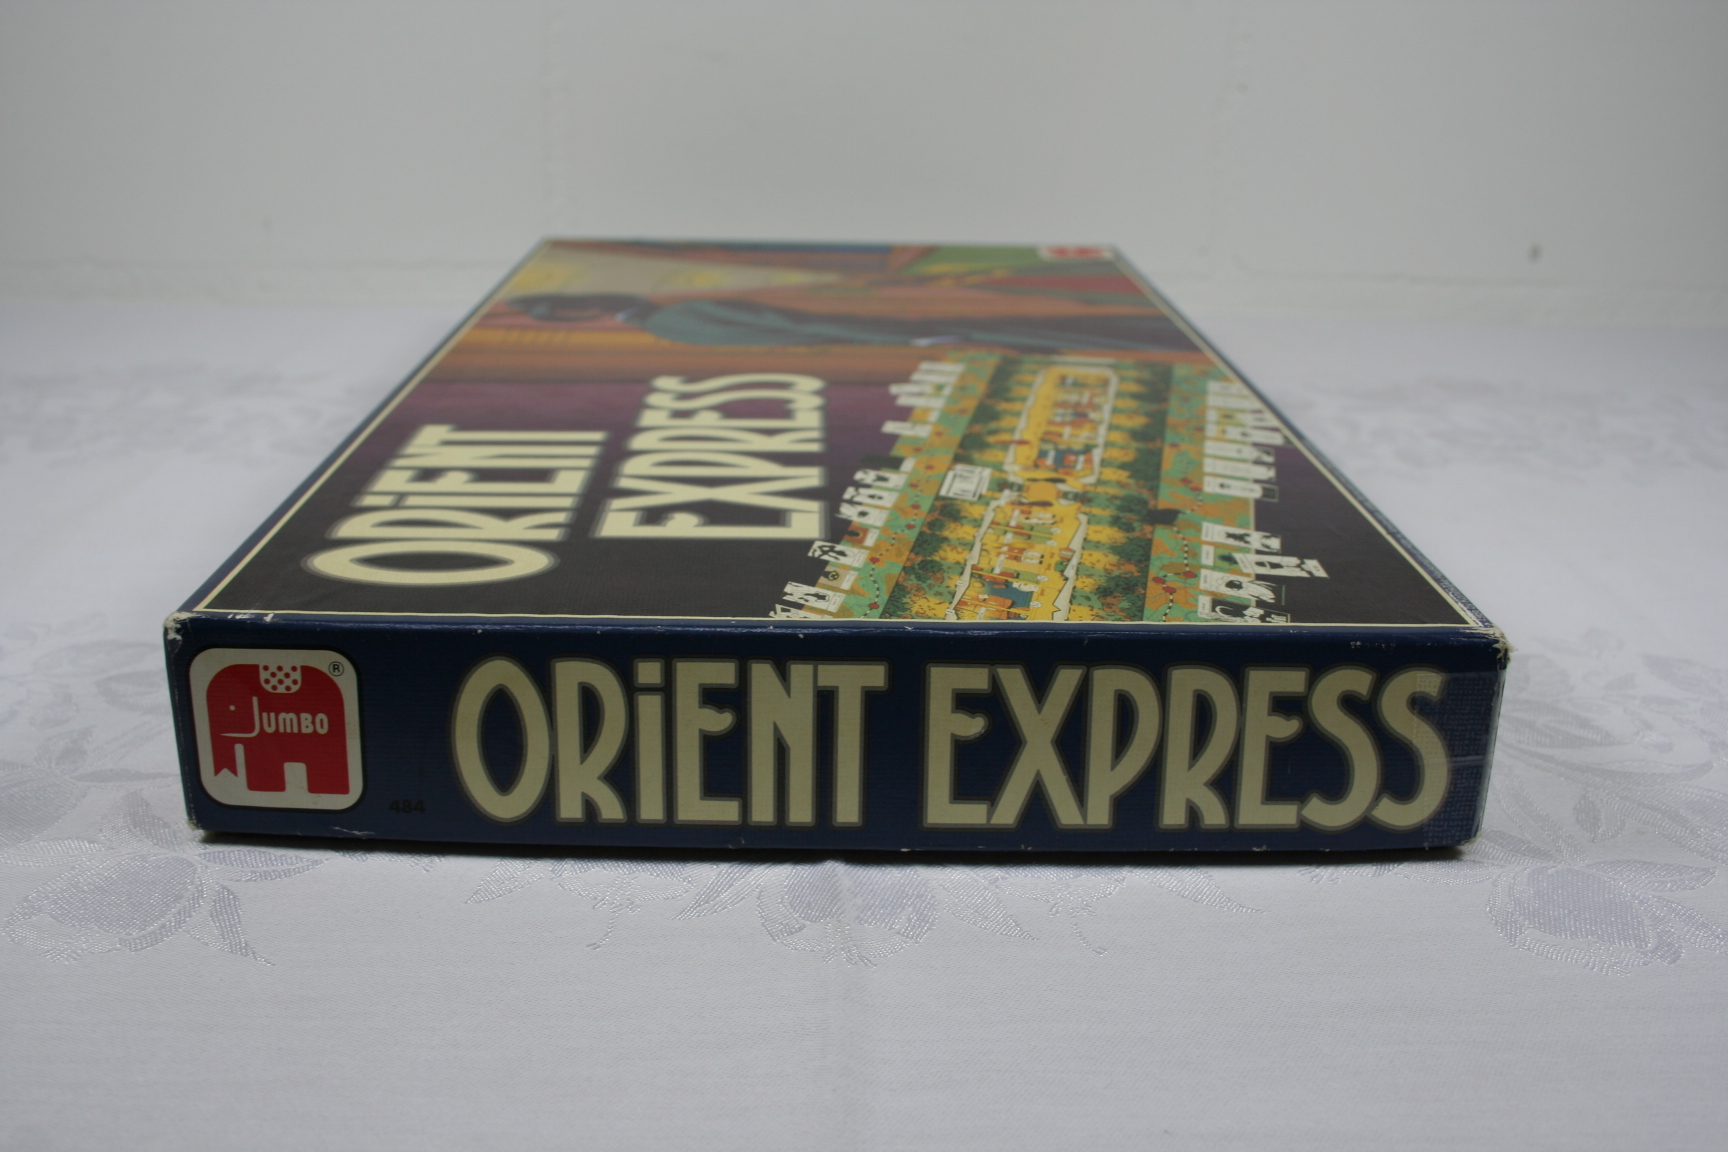 ORiENT
EXPRESS
JUMBO ®
484
ORiENT EXPRESS